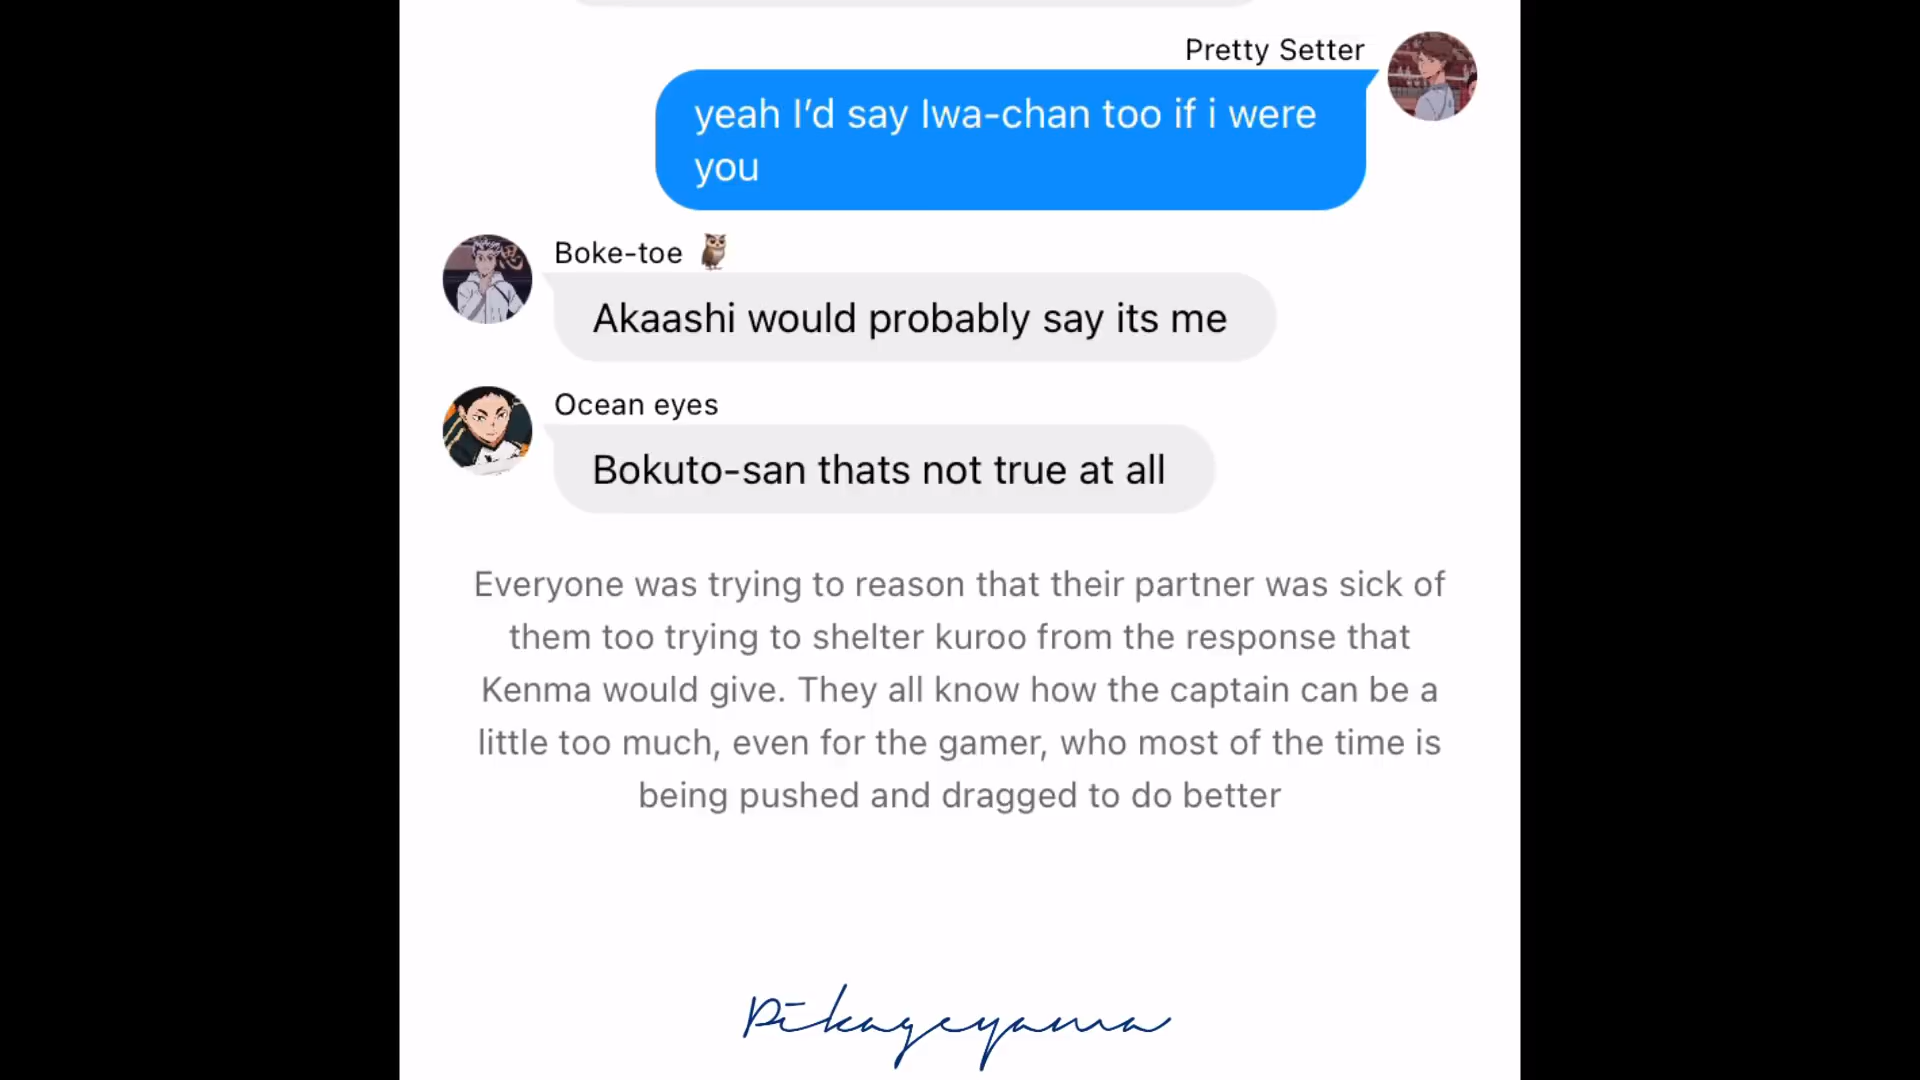 Pretty Setter
yeah I’d say Iwa-chan too if i were
you
Boke-toe 🦉
Akaashi would probably say its me
Ocean eyes
Bokuto-san thats not true at all
Everyone was trying to reason that their partner was sick of
them too trying to shelter kuroo from the response that
Kenma would give. They all know how the captain can be a
little too much, even for the gamer, who most of the time is
being pushed and dragged to do better
Pikageyama